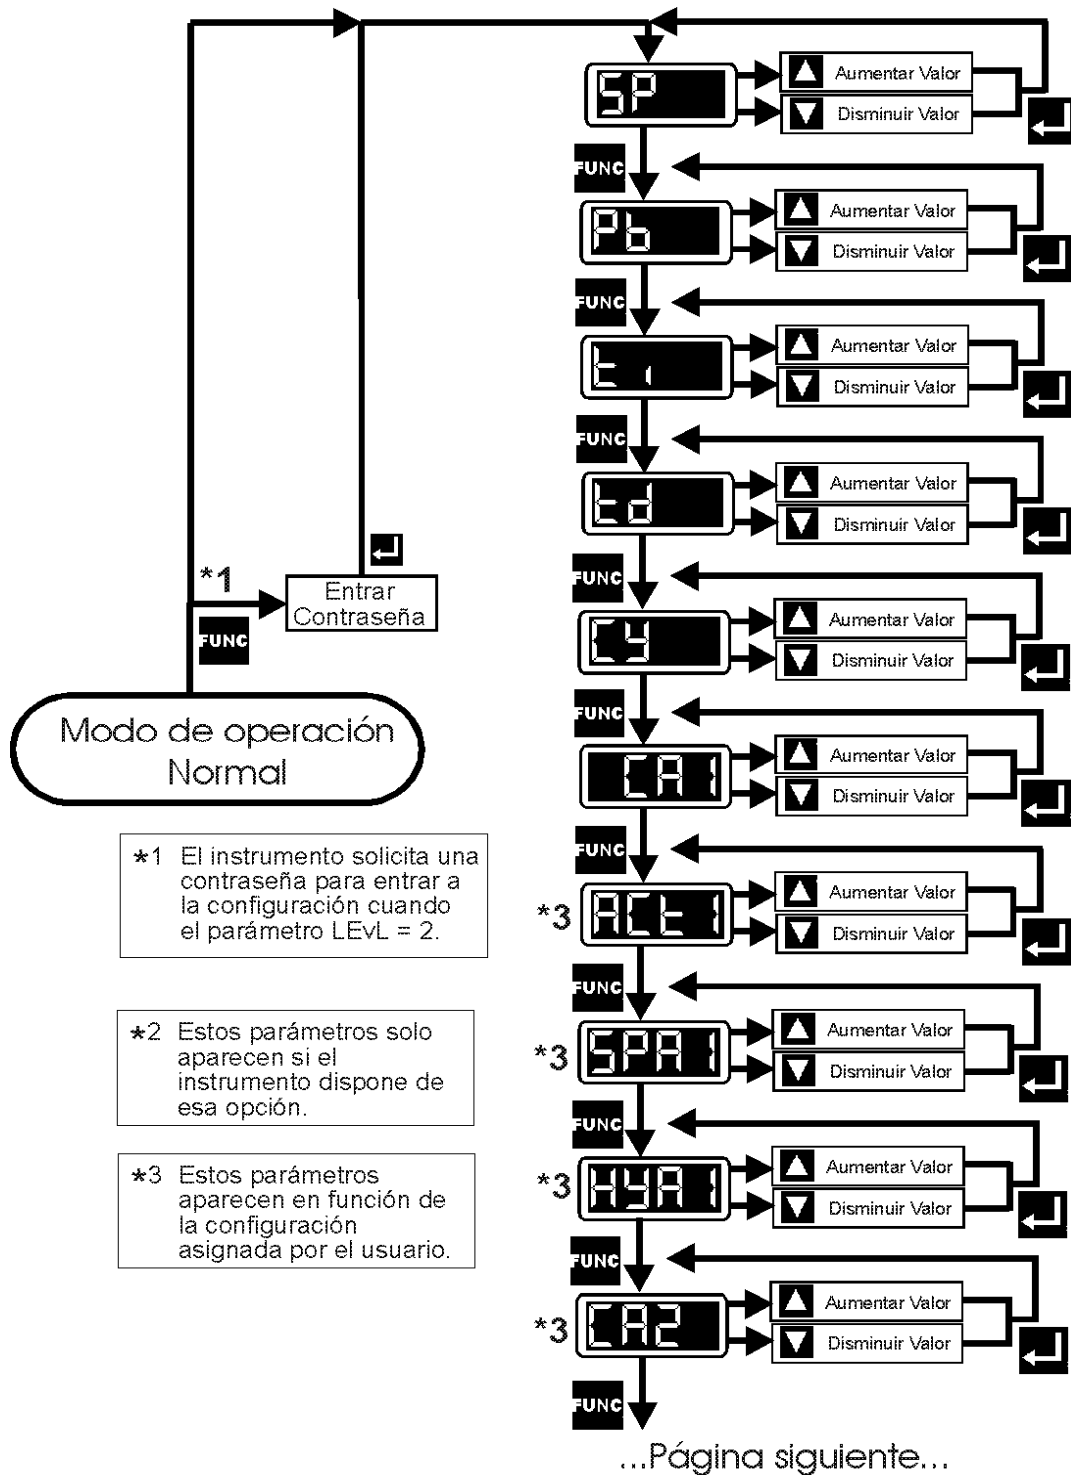 SP
Aumentar Valor
Disminuir Valor
FUNC
Pb
Aumentar Valor
Disminuir Valor
FUNC
ti
Aumentar Valor
Disminuir Valor
FUNC
td
Aumentar Valor
Disminuir Valor
FUNC
Cy
Aumentar Valor
Disminuir Valor
FUNC
CA1
Aumentar Valor
Disminuir Valor
FUNC
*3
ACt1
Aumentar Valor
Disminuir Valor
FUNC
*3
SPA1
Aumentar Valor
Disminuir Valor
FUNC
*3
HyA1
Aumentar Valor
Disminuir Valor
FUNC
*3
CA2
Aumentar Valor
Disminuir Valor
FUNC
...Página siguiente...
*1
Entrar
Contraseña
FUNC
Modo de operación
Normal
*1 El instrumento solicita una
contraseña para entrar a
la configuración cuando
el parámetro LEvL = 2.
*2 Estos parámetros solo
aparecen si el
instrumento dispone de
esa opción.
*3 Estos parámetros
aparecen en función de
la configuración
asignada por el usuario.